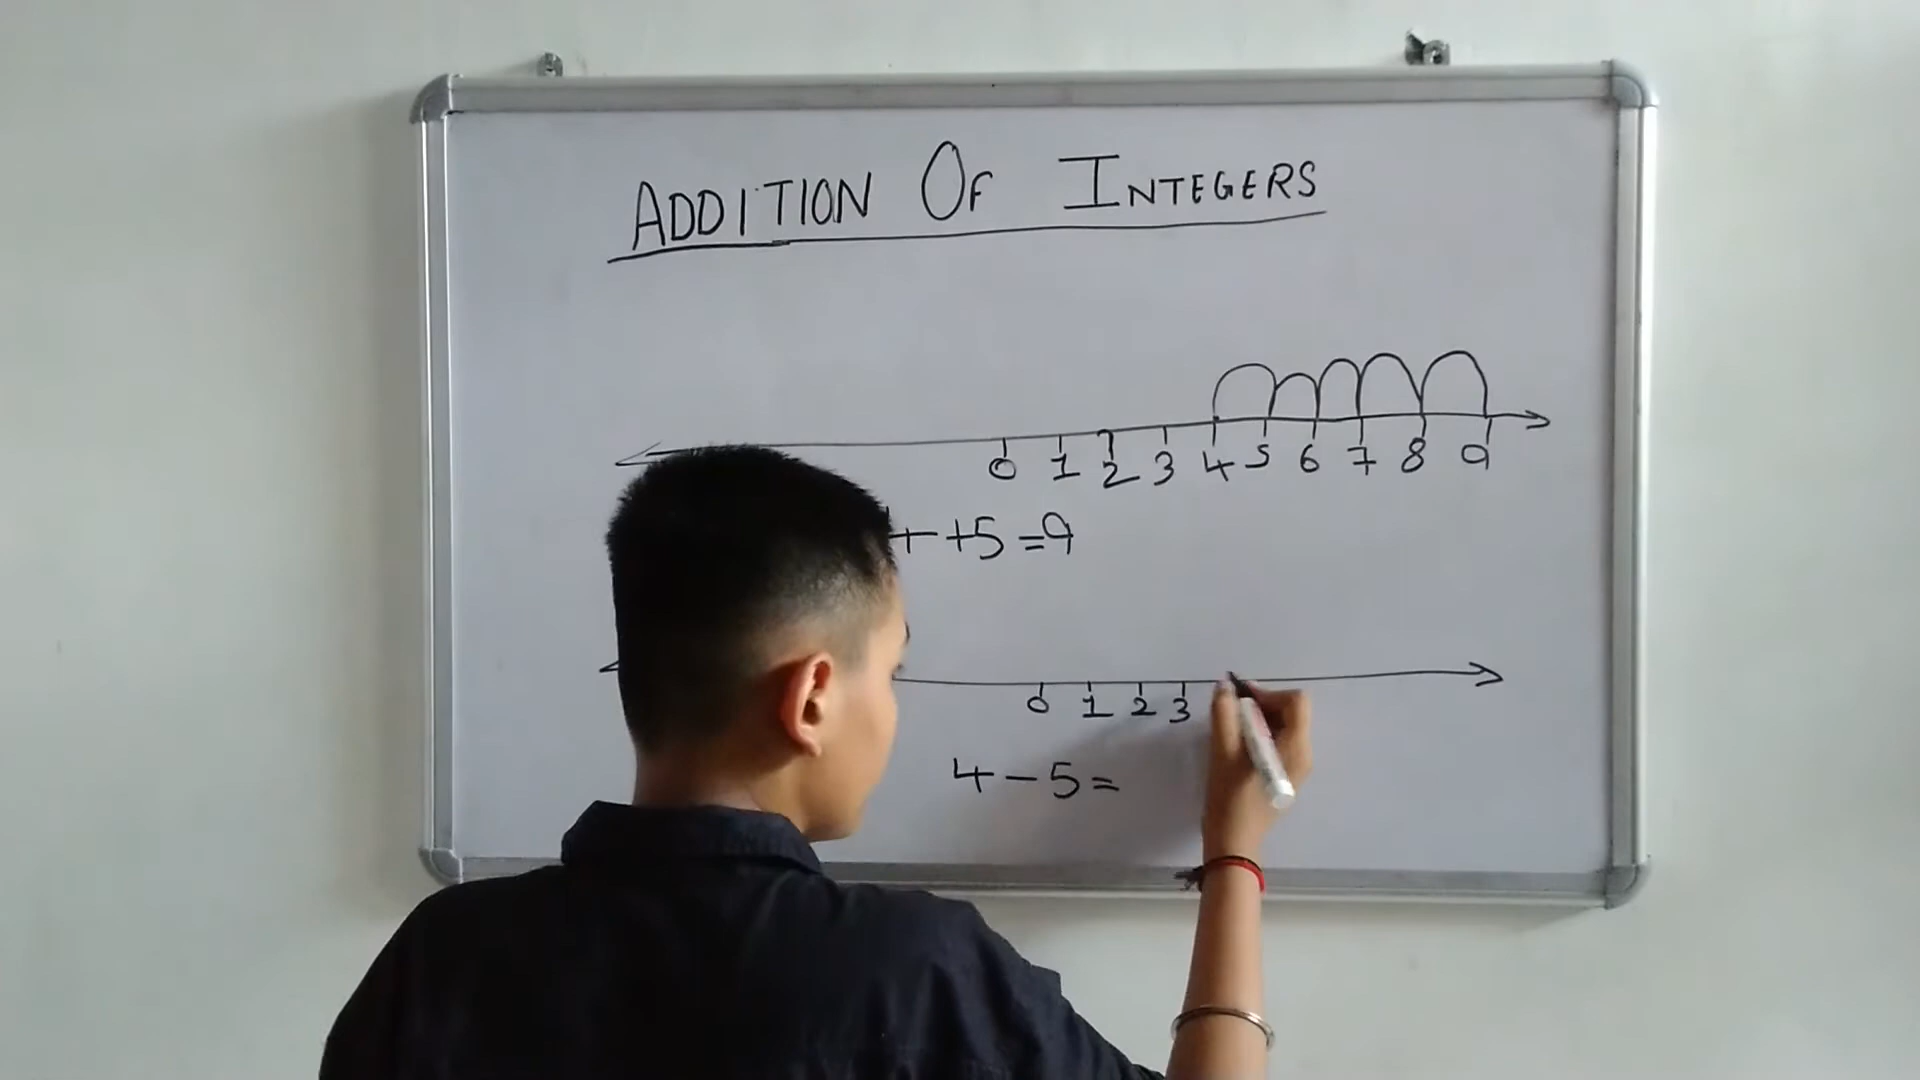 ADDITION OF INTEGERS
0 1 2 3 4 5 6 7 8 9
+ +5 = 9
0 1 2 3
4 - 5 =